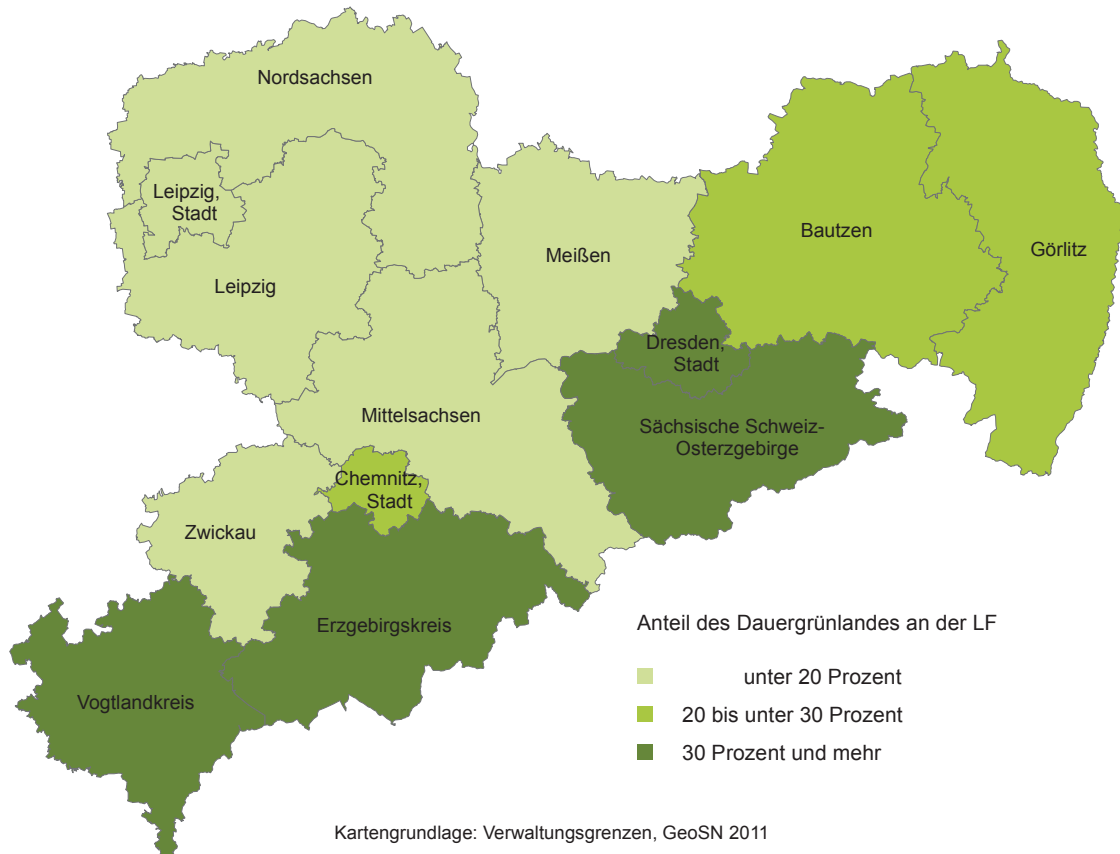 Nordsachsen
Leipzig,
Stadt
Leipzig
Meißen
Bautzen
Görlitz
Dresden,
Stadt
Mittelsachsen
Sächsische Schweiz-
Osterzgebirge
Chemnitz,
Stadt
Zwickau
Erzgebirgskreis
Vogtlandkreis
Anteil des Dauergrünlandes an der LF
unter 20 Prozent
20 bis unter 30 Prozent
30 Prozent und mehr
Kartengrundlage: Verwaltungsgrenzen, GeoSN 2011